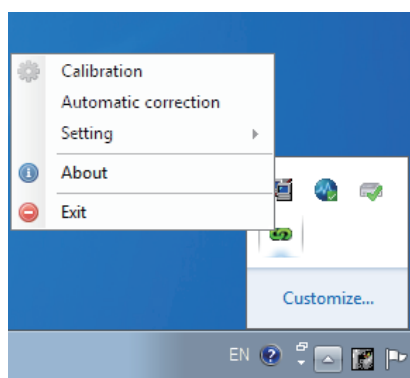 Calibration
Automatic correction
Setting
About
Exit
Customize...
EN